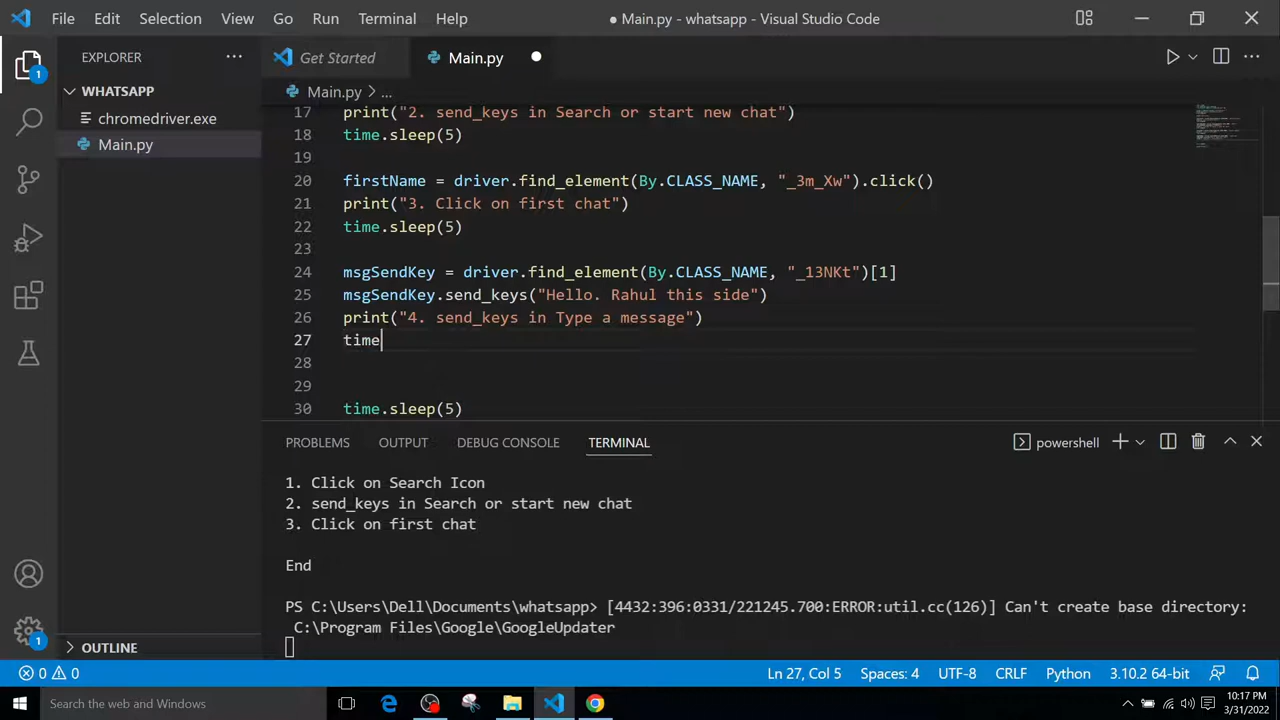 File Edit Selection View Go Run Terminal Help ● Main.py - whatsapp - Visual Studio Code
EXPLORER ...
Get Started Main.py
WHATSAPP
Main.py > ...
chromedriver.exe
Main.py
17 print("2. send_keys in Search or start new chat")
18 time.sleep(5)
19
20 firstName = driver.find_element(By.CLASS_NAME, "_3m_Xw").click()
21 print("3. Click on first chat")
22 time.sleep(5)
23
24 msgSendKey = driver.find_element(By.CLASS_NAME, "_13NKt")[1]
25 msgSendKey.send_keys("Hello. Rahul this side")
26 print("4. send_keys in Type a message")
27 time
28
29
30 time.sleep(5)
PROBLEMS OUTPUT DEBUG CONSOLE TERMINAL powershell
1. Click on Search Icon
2. send_keys in Search or start new chat
3. Click on first chat
End
PS C:\Users\Dell\Documents\whatsapp> [4432:396:0331/221245.700:ERROR:util.cc(126)] Can't create base directory:
C:\Program Files\Google\GoogleUpdater
1
1
OUTLINE
0 0 Ln 27, Col 5 Spaces: 4 UTF-8 CRLF Python 3.10.2 64-bit
Search the web and Windows
10:17 PM
3/31/2022